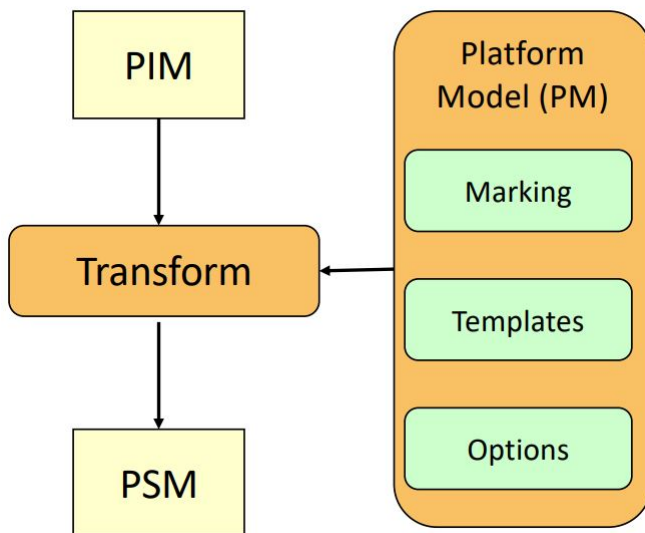 PIM
Transform
PSM
Platform
Model (PM)
Marking
Templates
Options